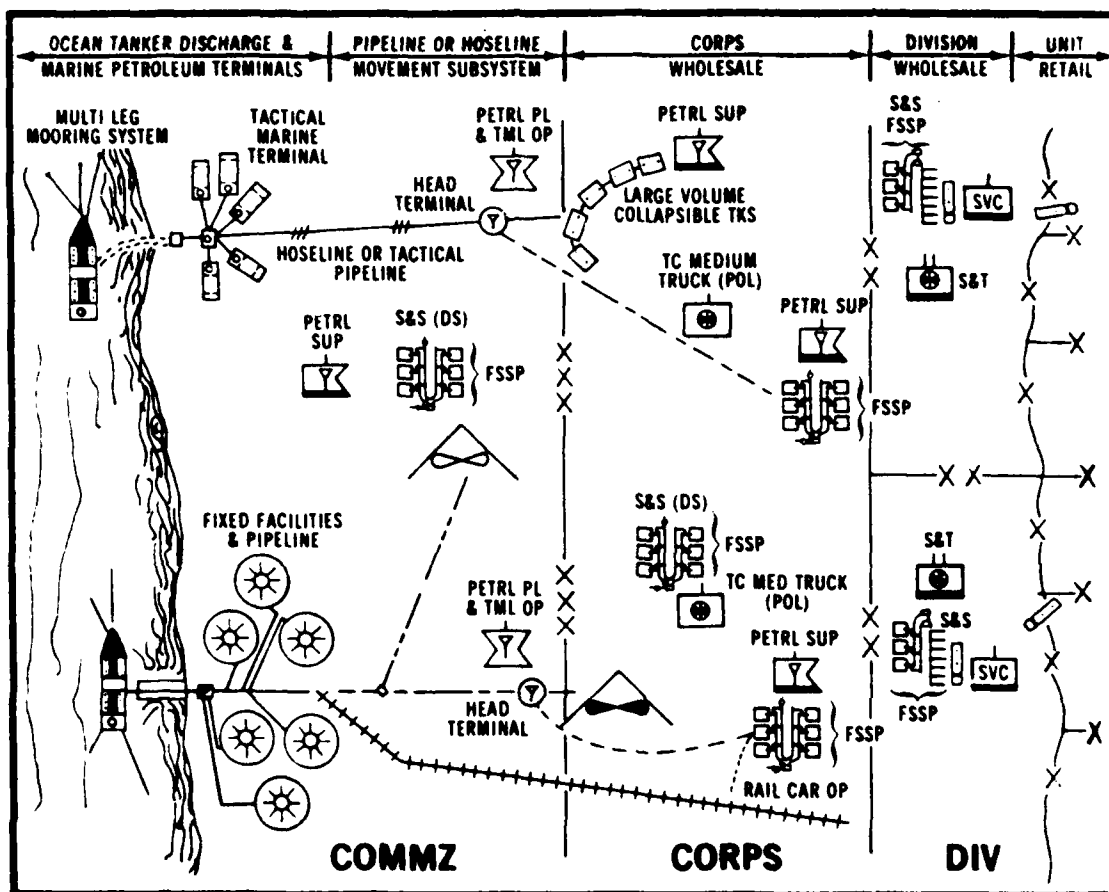 OCEAN TANKER DISCHARGE &
MARINE PETROLEUM TERMINALS
PIPELINE OR HOSELINE
MOVEMENT SUBSYSTEM
CORPS
WHOLESALE
DIVISION
WHOLESALE
UNIT
RETAIL
MULTI LEG
MOORING SYSTEM
TACTICAL
MARINE
TERMINAL
PETRL PL
& TML OP
PETRL SUP
S&S
FSSP
HEAD
TERMINAL
LARGE VOLUME
COLLAPSIBLE TKS
SVC
HOSELINE OR TACTICAL
PIPELINE
TC MEDIUM
TRUCK (POL)
S&T
PETRL
SUP
S&S (DS)
FSSP
PETRL SUP
FSSP
FIXED FACILITIES
& PIPELINE
S&S (DS)
FSSP
S&T
PETRL PL
& TML OP
TC MED TRUCK
(POL)
S&S
PETRL SUP
SVC
HEAD
TERMINAL
FSSP
FSSP
RAIL CAR OP
COMMZ
CORPS
DIV